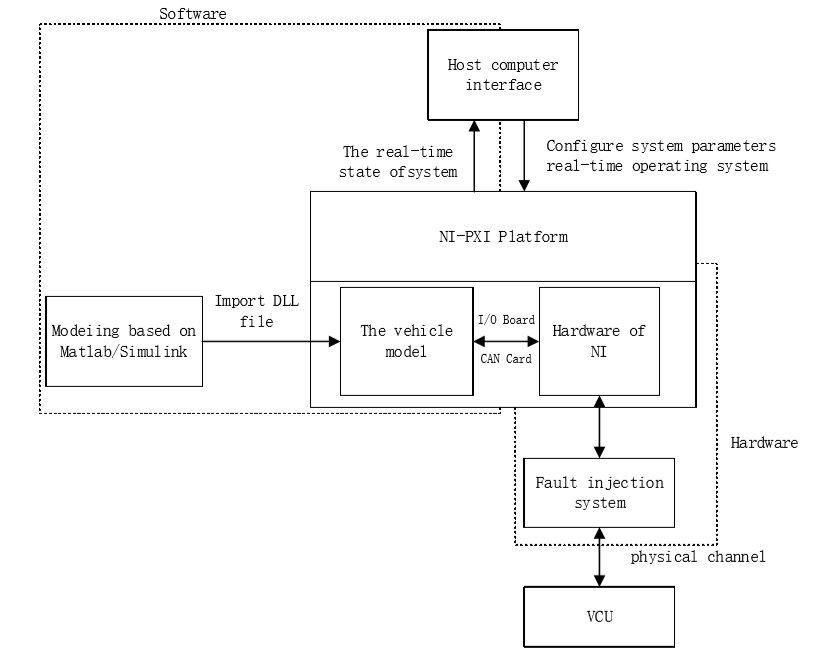 Software
Host computer
interface
The real-time
state ofsystem
Configure system parameters
real-time operating system
NI-PXI Platform
Import DLL
file
Modeiing based on
Matlab/Simulink
The vehicle
model
I/O Board
CAN Card
Hardware of
NI
Hardware
Fault injection
system
physical channel
VCU